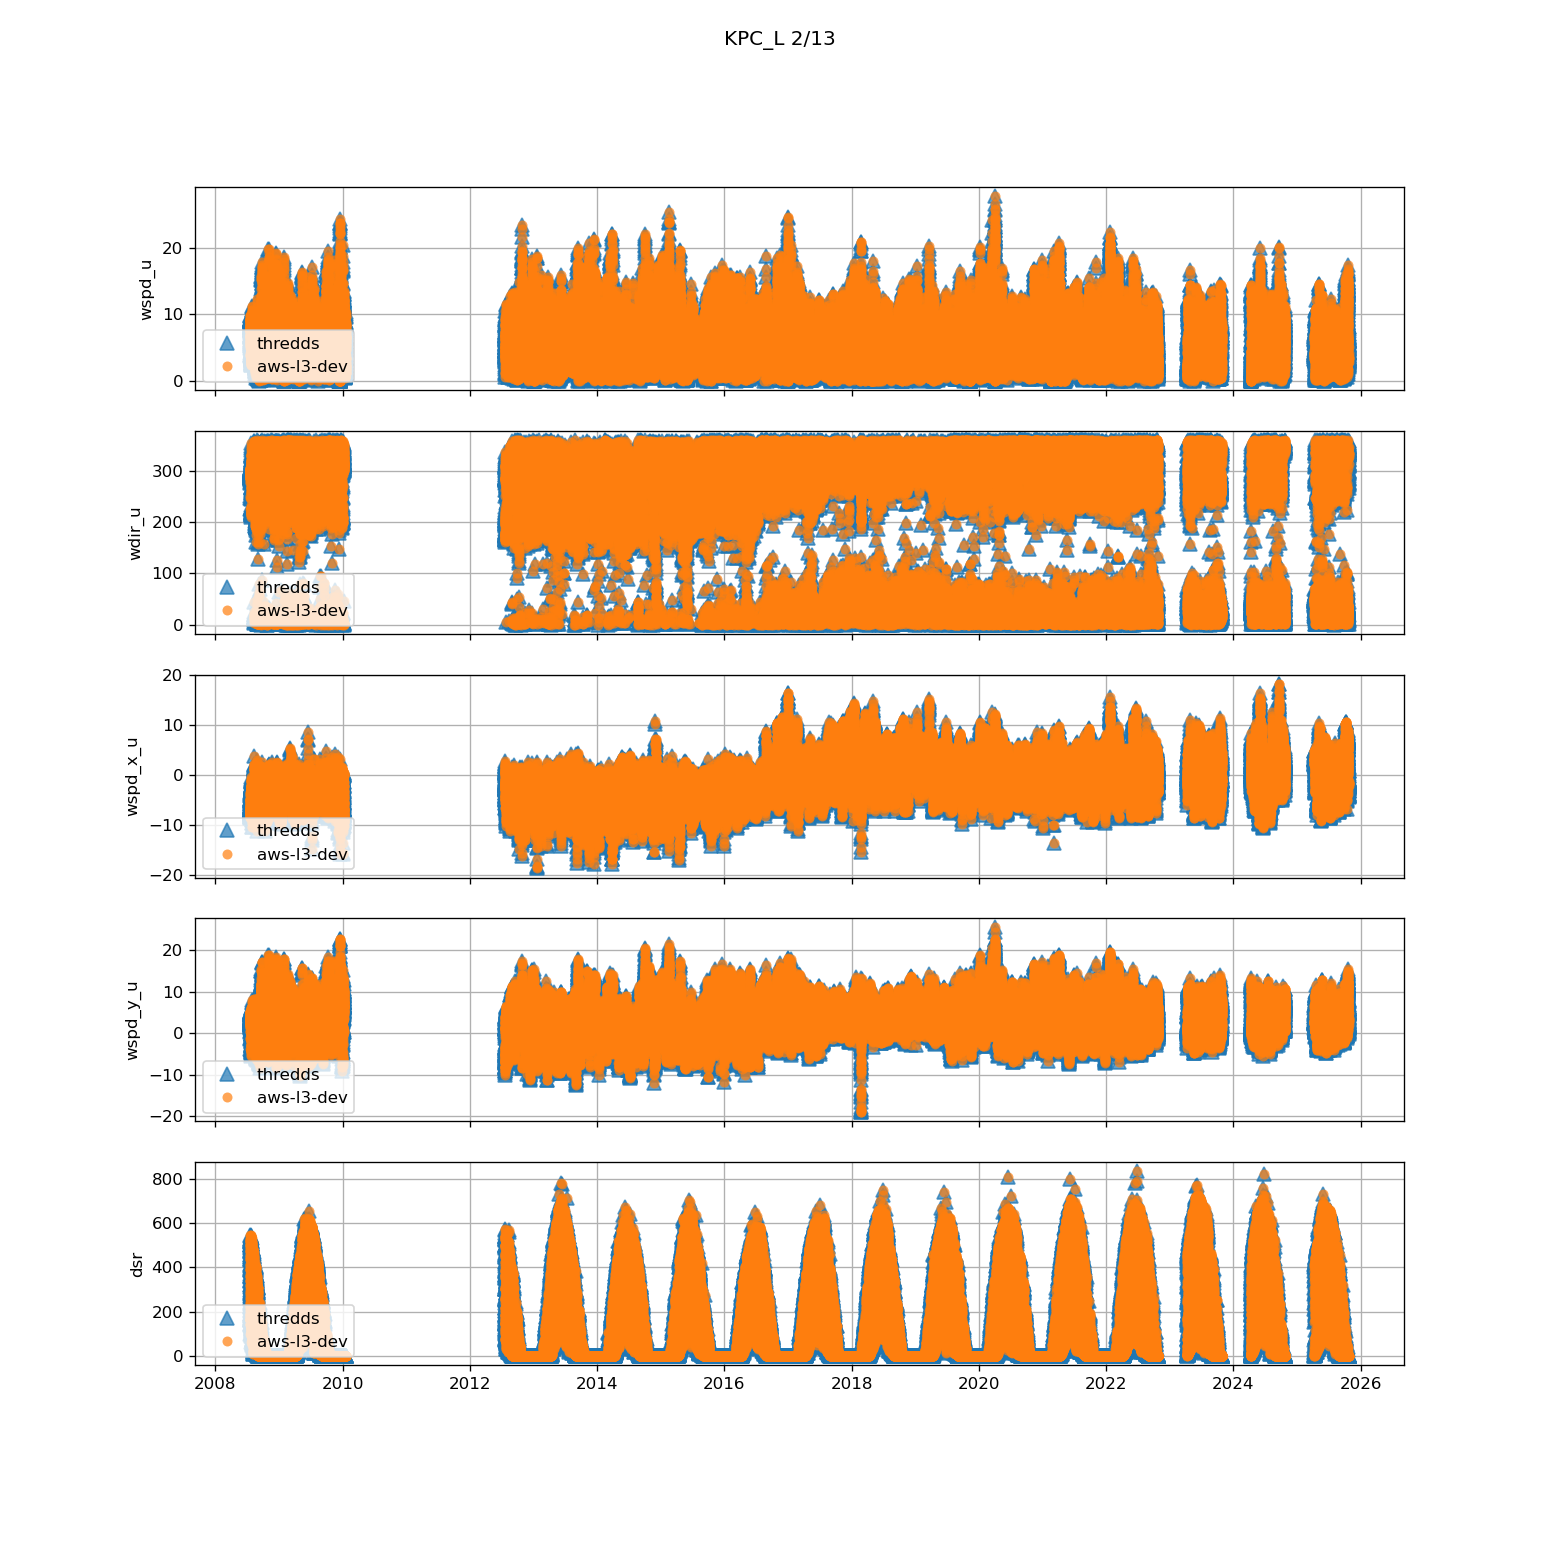 KPC_L 2/13
20
10
0
wspd_u
thredds
aws-l3-dev
300
200
100
0
wdir_u
thredds
aws-l3-dev
20
10
0
−10
−20
wspd_x_u
thredds
aws-l3-dev
20
10
0
−10
−20
wspd_y_u
thredds
aws-l3-dev
800
600
400
200
0
dsr
thredds
aws-l3-dev
2008 2010 2012 2014 2016 2018 2020 2022 2024 2026